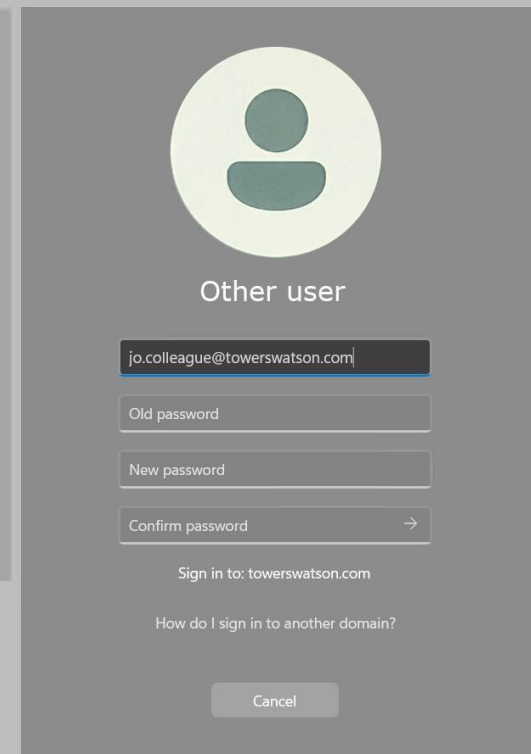 Other user
jo.colleague@towerswatson.com
Old password
New password
Confirm password
Sign in to: towerswatson.com
How do I sign in to another domain?
Cancel